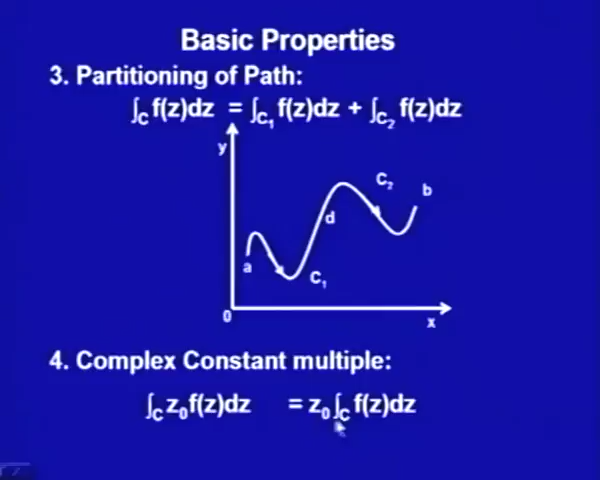 Basic Properties
3. Partitioning of Path:
∫c f(z)dz = ∫c₁ f(z)dz + ∫c₂ f(z)dz
y
C₂
b
d
a
C₁
0
x
4. Complex Constant multiple:
∫c z₀f(z)dz = z₀∫c f(z)dz